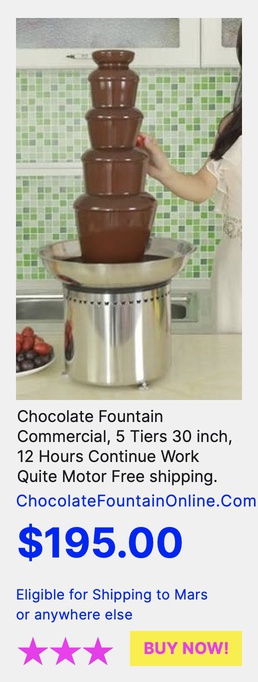 Chocolate Fountain
Commercial, 5 Tiers 30 inch,
12 Hours Continue Work
Quite Motor Free shipping.
ChocolateFountainOnline.Com
$195.00
Eligible for Shipping to Mars
or anywhere else
BUY NOW!